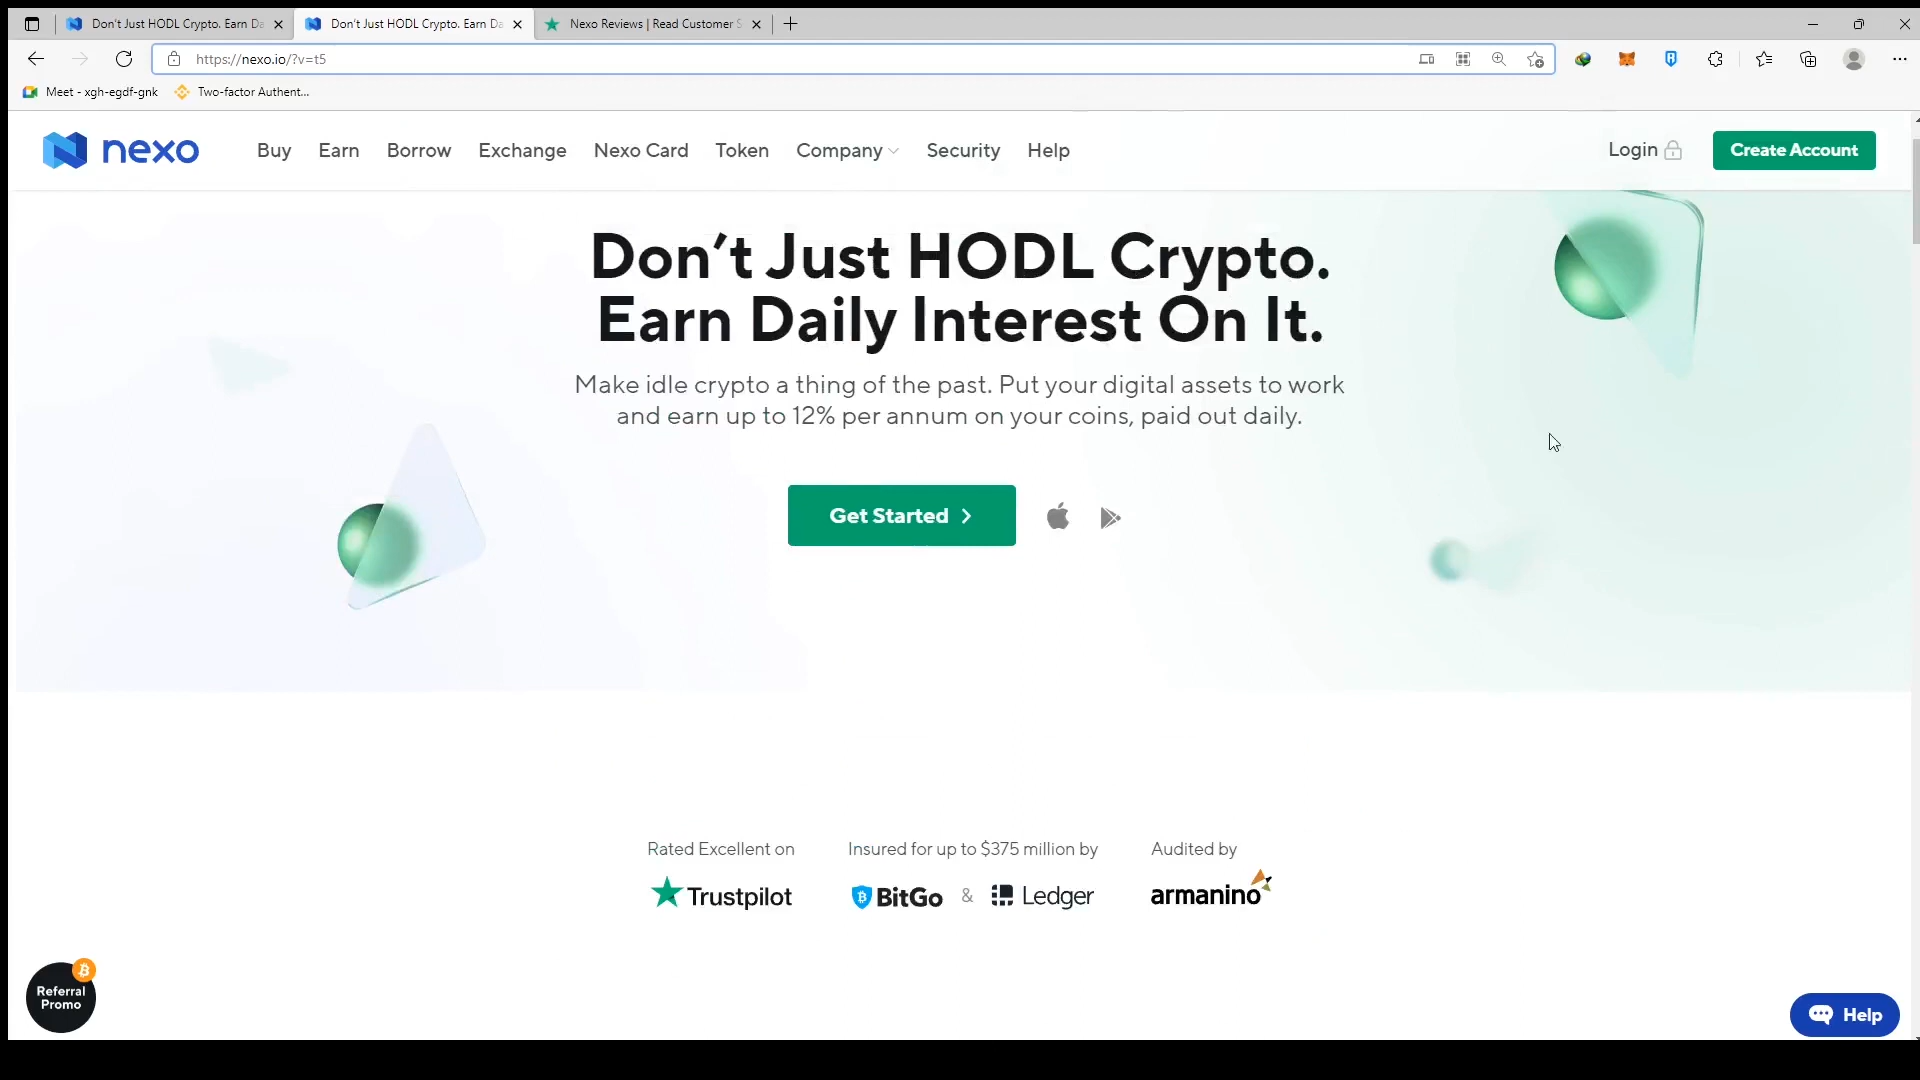 Don't Just HODL Crypto. Earn Da
Don't Just HODL Crypto. Earn Da
Nexo Reviews | Read Customer S
https://nexo.io/?v=t5
Meet - xgh-egdf-gnk
Two-factor Authent...
nexo
Buy
Earn
Borrow
Exchange
Nexo Card
Token
Company
Security
Help
Login
Create Account
Don't Just HODL Crypto.
Earn Daily Interest On It.
Make idle crypto a thing of the past. Put your digital assets to work
and earn up to 12% per annum on your coins, paid out daily.
Get Started
Rated Excellent on
Insured for up to $375 million by
Audited by
Trustpilot
BitGo & Ledger
armanino
Referral
Promo
Help